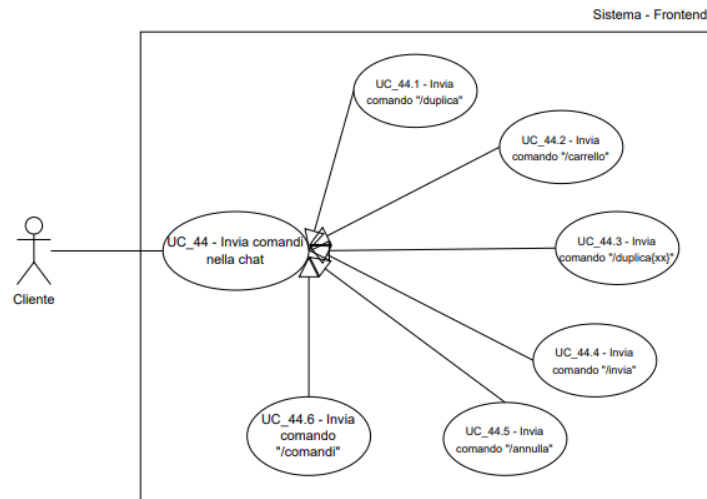 Sistema - Frontend
UC_44.1 - Invia
comando "/duplica"
UC_44.2 - Invia
comando "/carrello"
UC_44 - Invia comandi
nella chat
UC_44.3 - Invia
comando "/duplica{xx}"
Cliente
UC_44.4 - Invia
comando "/invia"
UC_44.6 - Invia
comando
"/comandi"
UC_44.5 - Invia
comando "/annulla"